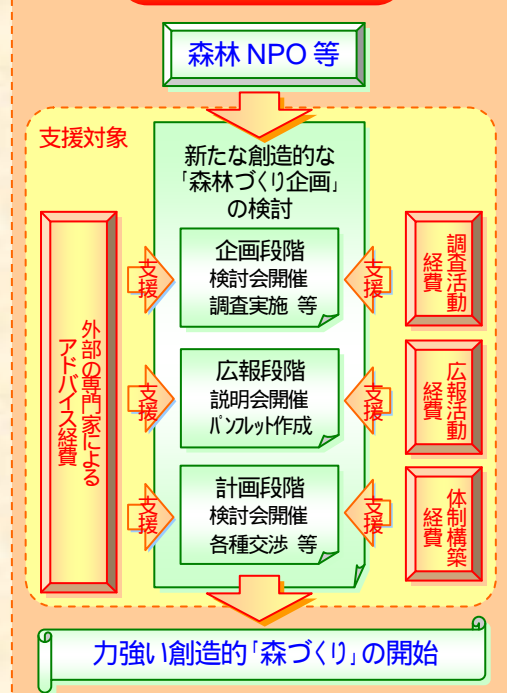 森林 NPO 等
支援対象
新たな創造的な
「森林づくり企画」
の検討
企画段階
検討会開催
調査実施 等
広報段階
説明会開催
パンフレット作成
計画段階
検討会開催
各種交渉 等
外部の専門家による
アドバイス経費
支援
支援
支援
支援
支援
支援
調査活動
経費
広報活動
経費
体制構築
経費
力強い創造的「森づくり」の開始